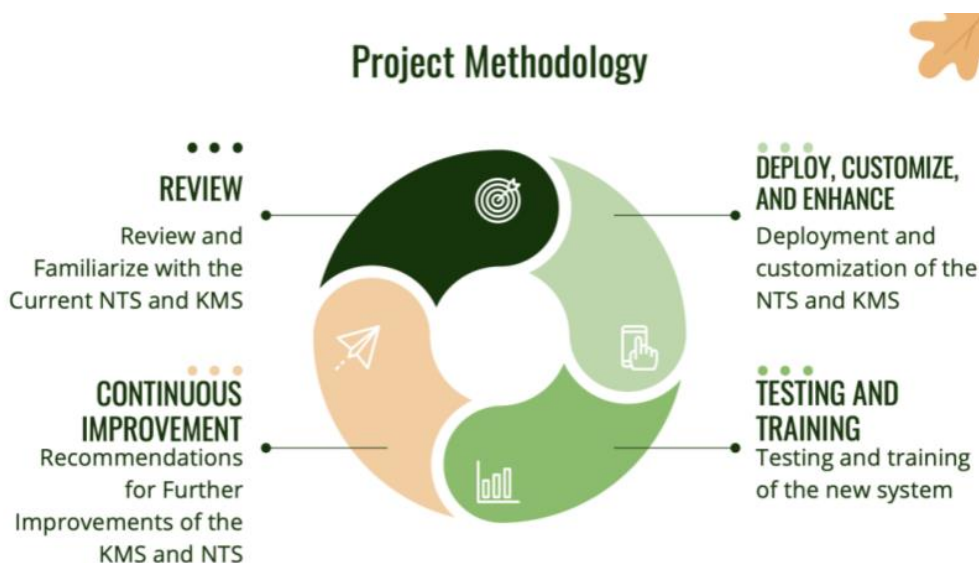 Project Methodology
REVIEW
Review and
Familiarize with the
Current NTS and KMS
DEPLOY, CUSTOMIZE,
AND ENHANCE
Deployment and
customization of the
NTS and KMS
TESTING AND
TRAINING
Testing and training
of the new system
CONTINUOUS
IMPROVEMENT
Recommendations
for Further
Improvements of the
KMS and NTS